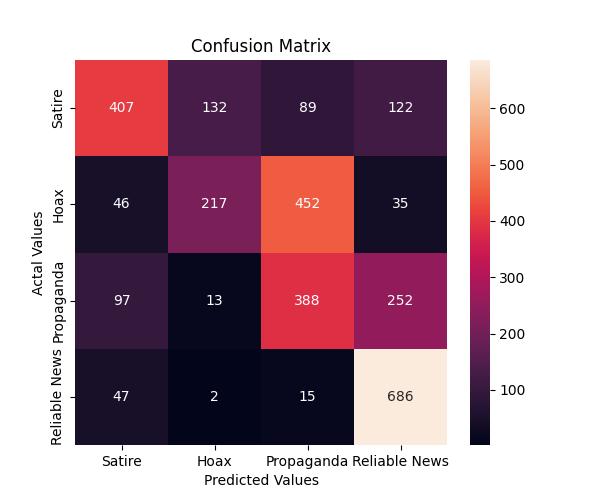 Confusion Matrix
Actal Values
Satire
407 132 89 122
Hoax
46 217 452 35
Propaganda
97 13 388 252
Reliable News
47 2 15 686
Satire Hoax Propaganda Reliable News
Predicted Values
600
500
400
300
200
100